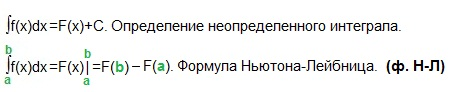 ∫f(x)dx=F(x)+C. Определение неопределенного интеграла.
b b
∫f(x)dx=F(x)|=F(b)−F(a). Формула Ньютона-Лейбница. (ф. Н-Л)
a a